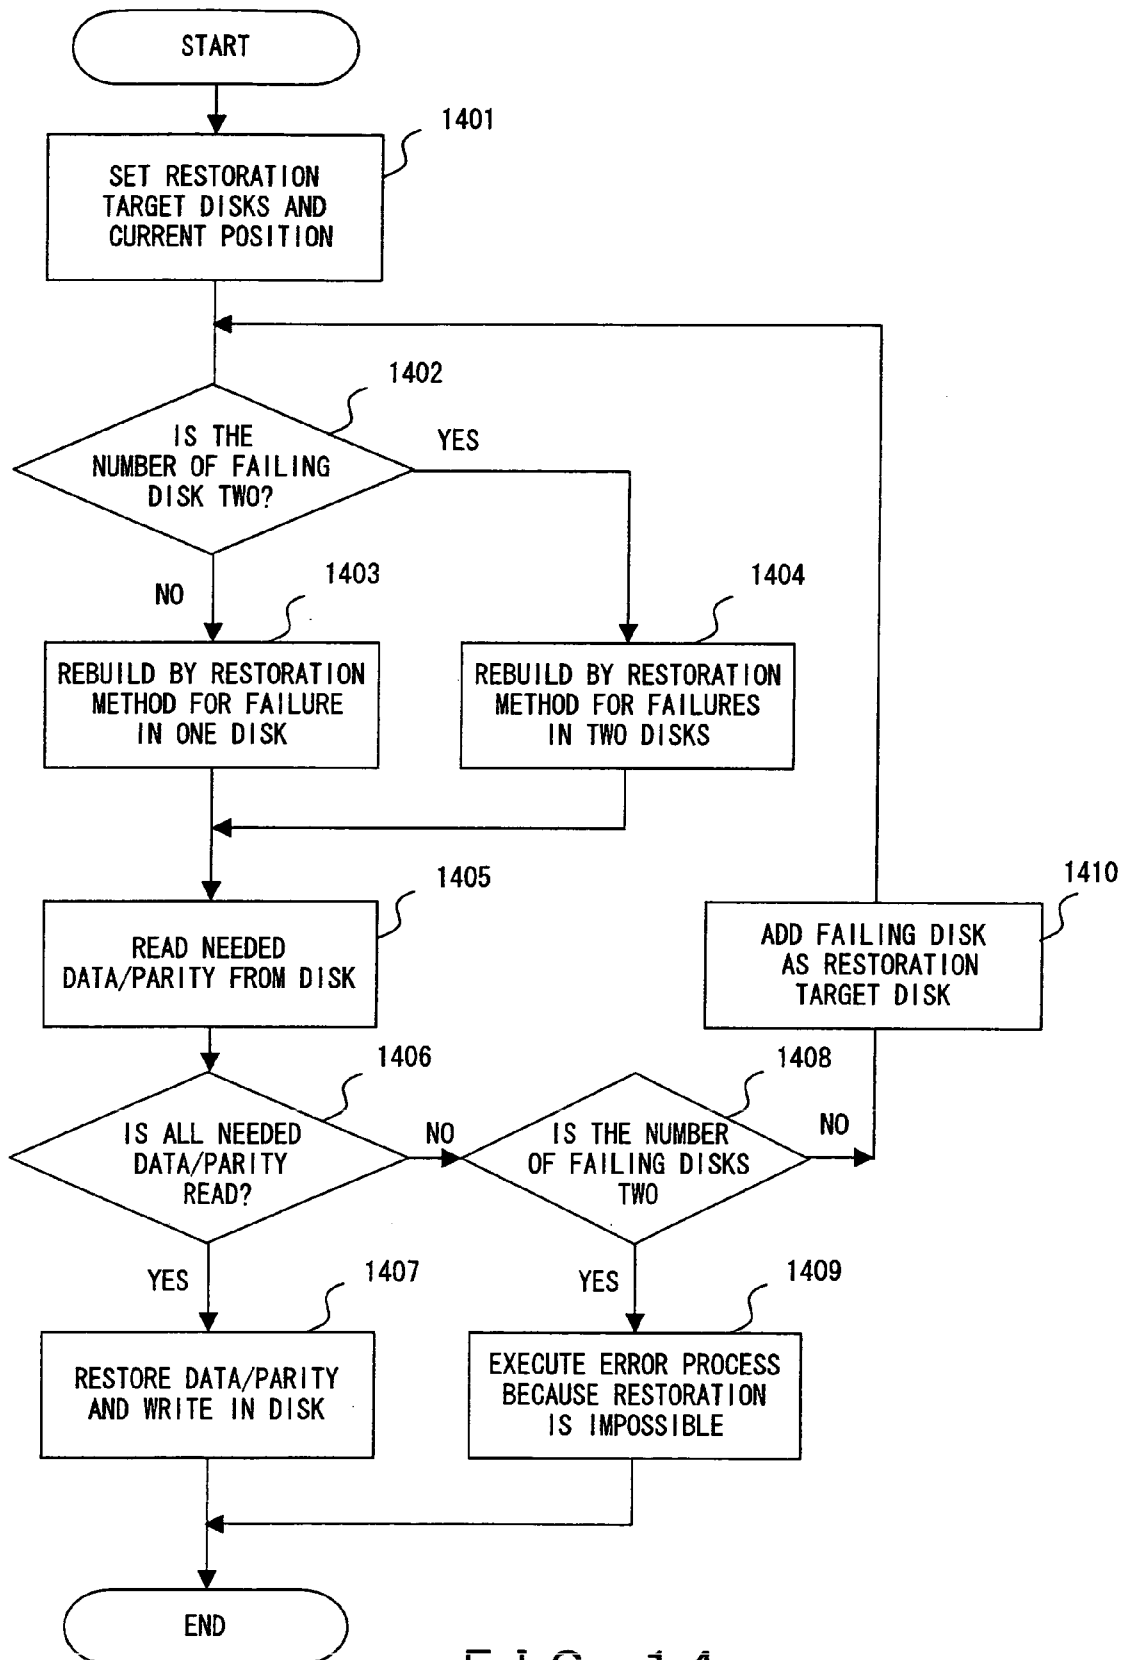 START
1401
SET RESTORATION
TARGET DISKS AND
CURRENT POSITION
1402
IS THE
NUMBER OF FAILING
DISK TWO?
YES
NO
1403
1404
REBUILD BY RESTORATION
METHOD FOR FAILURE
IN ONE DISK
REBUILD BY RESTORATION
METHOD FOR FAILURES
IN TWO DISKS
1405
READ NEEDED
DATA/PARITY FROM DISK
1410
ADD FAILING DISK
AS RESTORATION
TARGET DISK
1406
IS ALL NEEDED
DATA/PARITY
READ?
NO
1408
IS THE NUMBER
OF FAILING DISKS
TWO
NO
YES
1407
YES
1409
RESTORE DATA/PARITY
AND WRITE IN DISK
EXECUTE ERROR PROCESS
BECAUSE RESTORATION
IS IMPOSSIBLE
END
FIG. 14